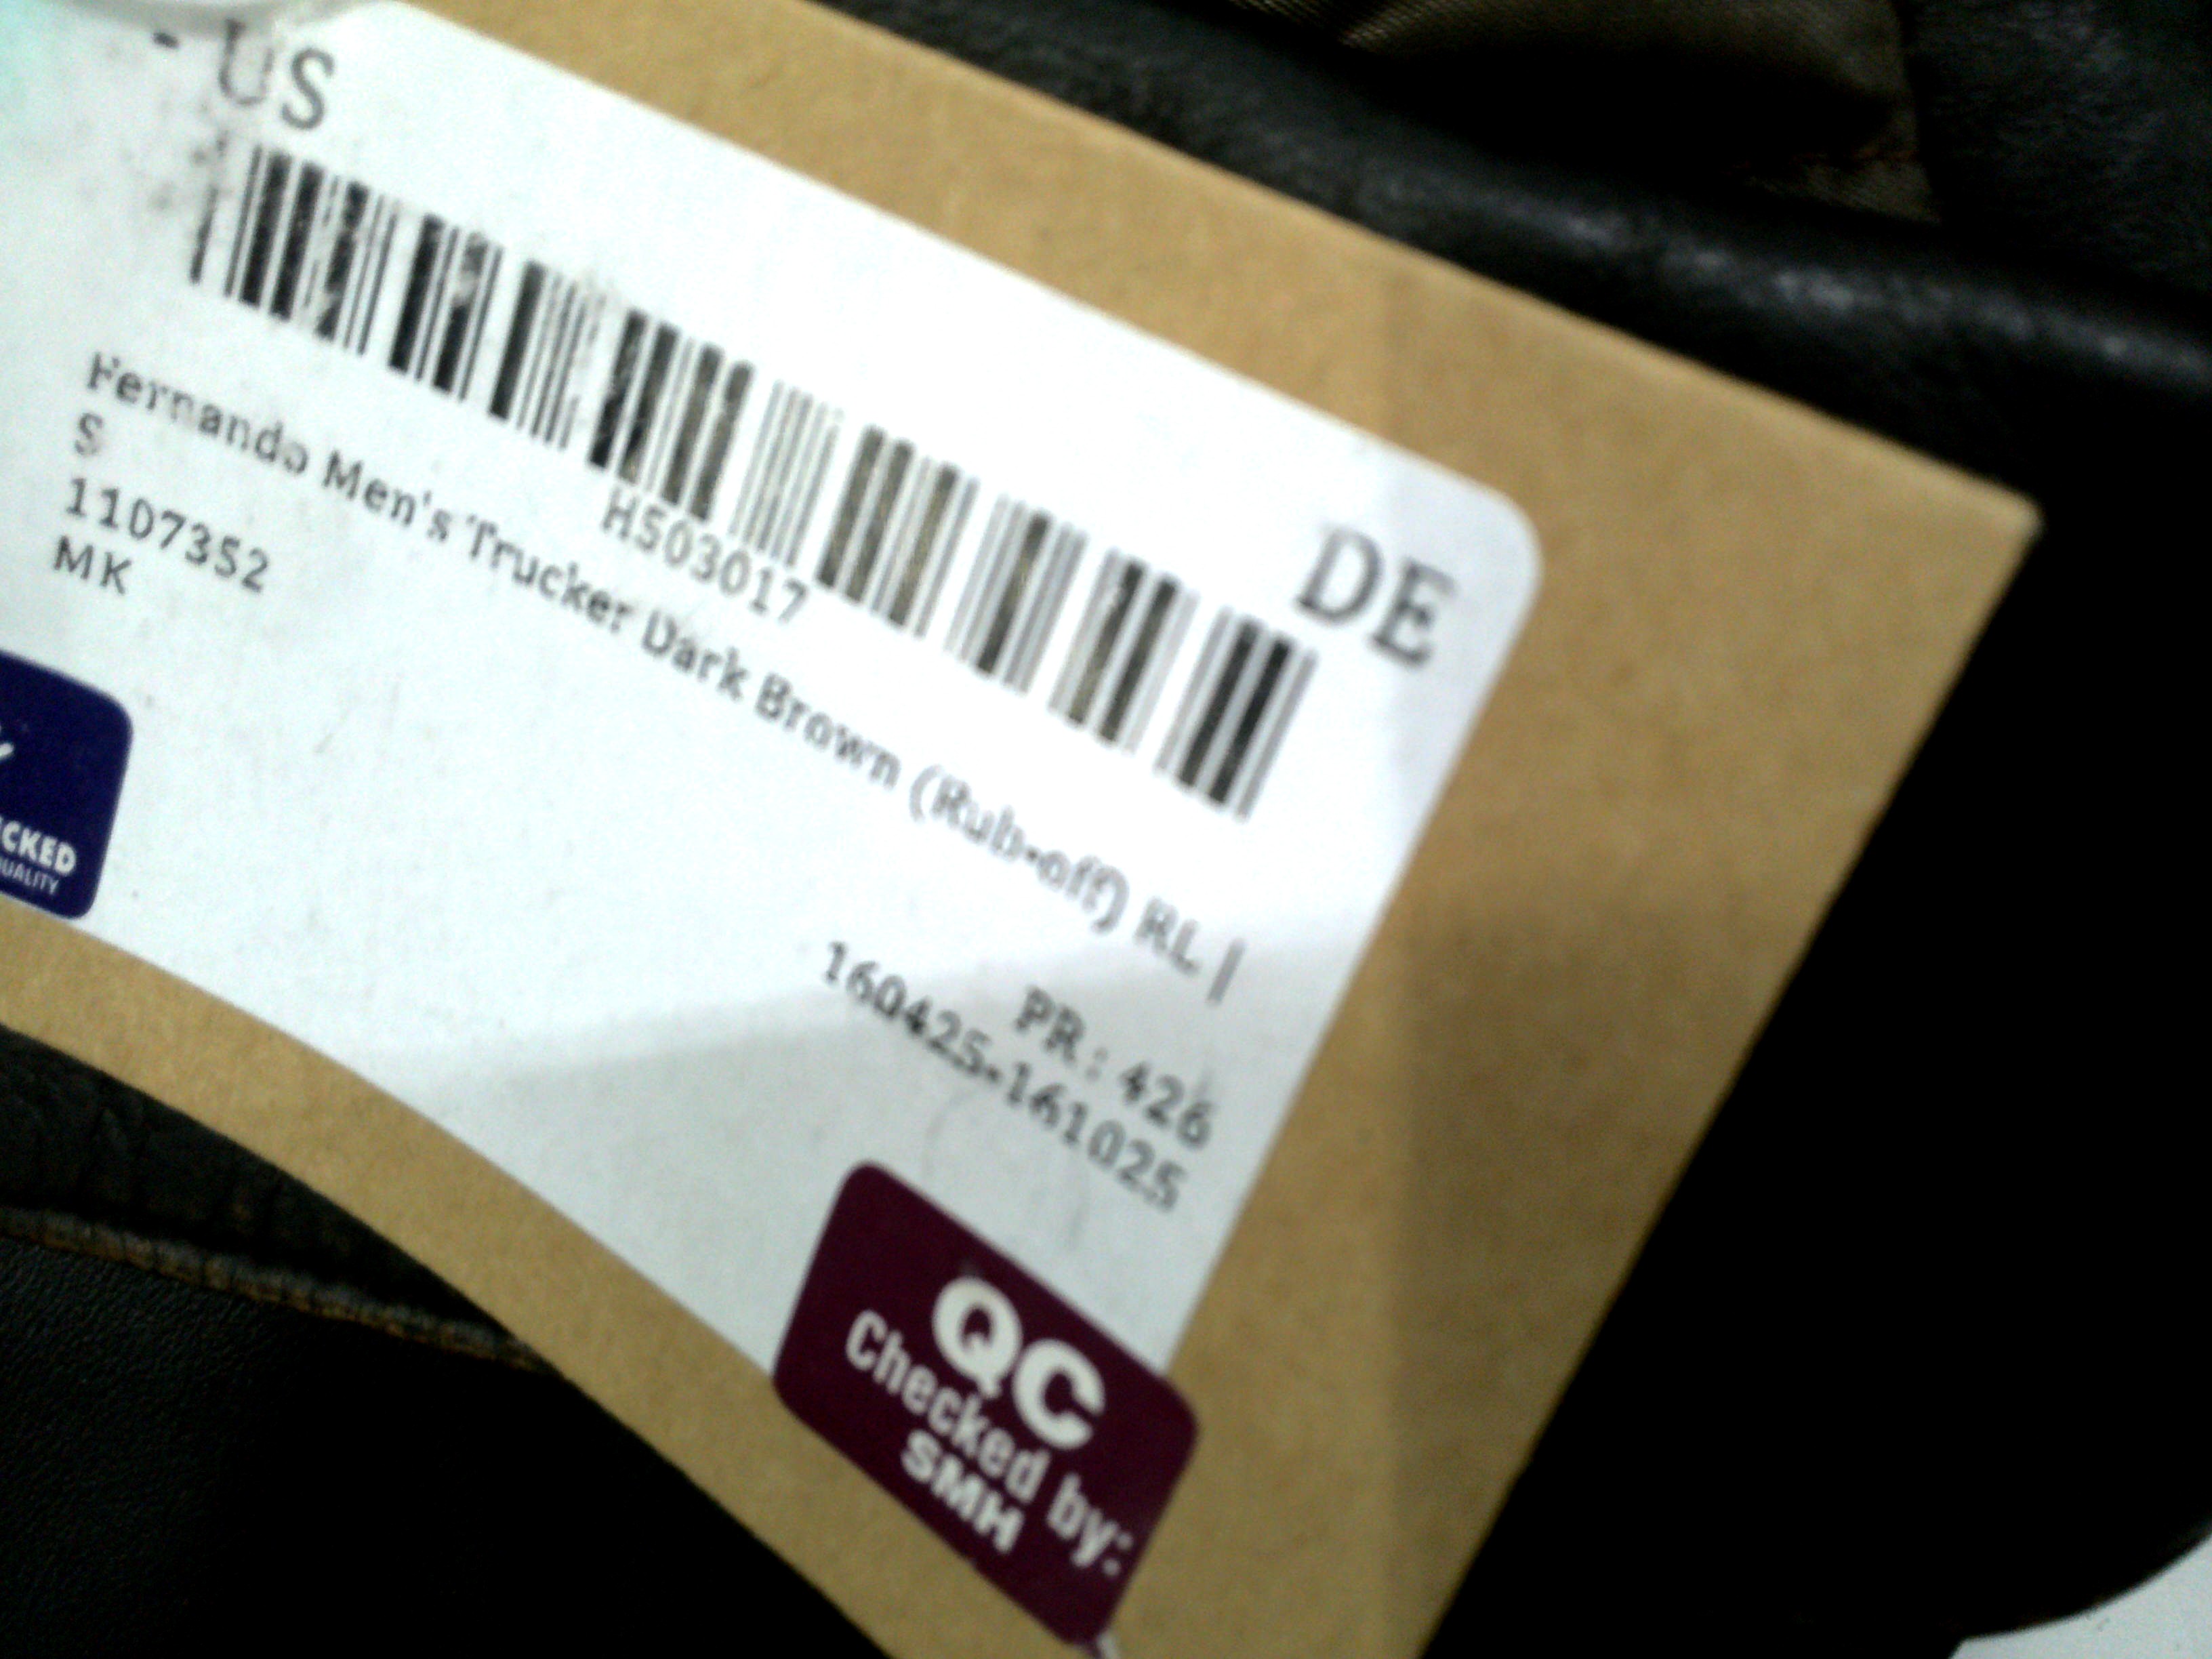 - US
DE
H503017
Fernando Men's Trucker Dark Brown (Rub-off) RL |
S
1107352
MK
PR: 426
160425-161025
CKED
UALITY
QC
Checked by:
SMH